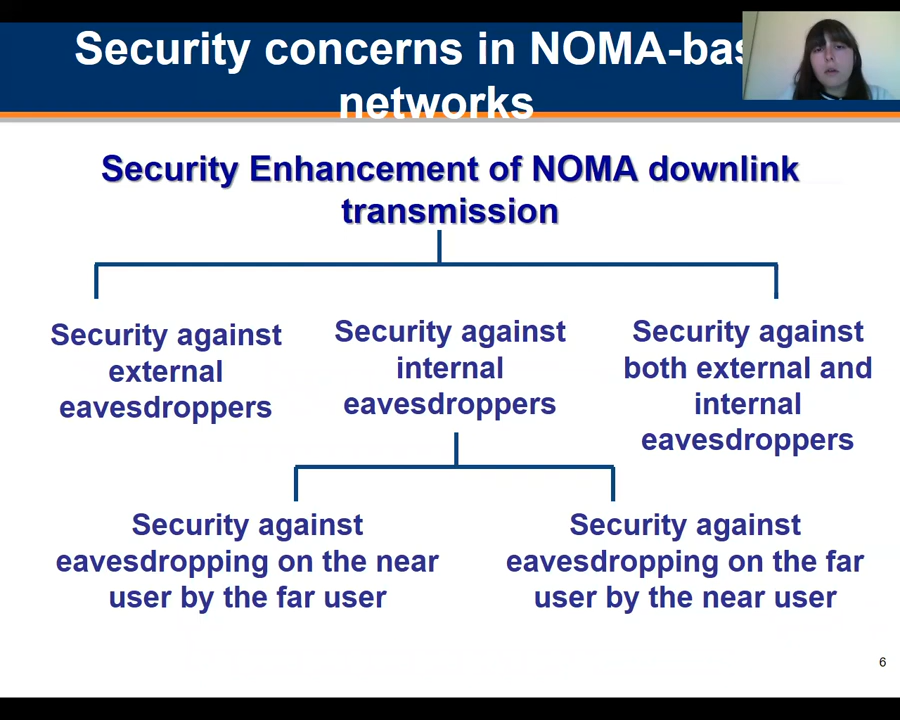 Security concerns in NOMA-bas
networks
Security Enhancement of NOMA downlink
transmission
Security against
external
eavesdroppers
Security against
internal
eavesdroppers
Security against
both external and
internal
eavesdroppers
Security against
eavesdropping on the near
user by the far user
Security against
eavesdropping on the far
user by the near user
6